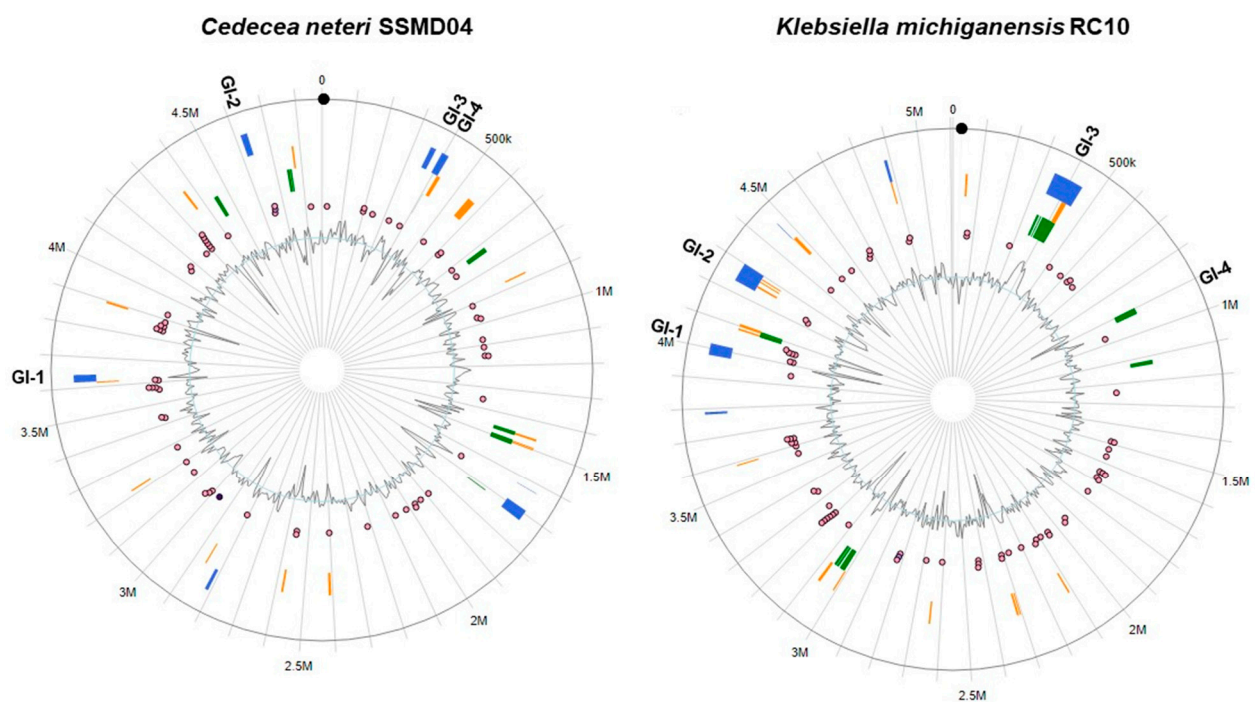 Cedecea neteri SSMD04
0
GI-2
GI-3
GI-4
4.5M
500k
4M
1M
GI-1
3.5M
1.5M
3M
2M
2.5M
Klebsiella michiganensis RC10
0
5M
GI-3
500k
4.5M
GI-2
GI-4
1M
GI-1
4M
1.5M
3.5M
2M
3M
2.5M